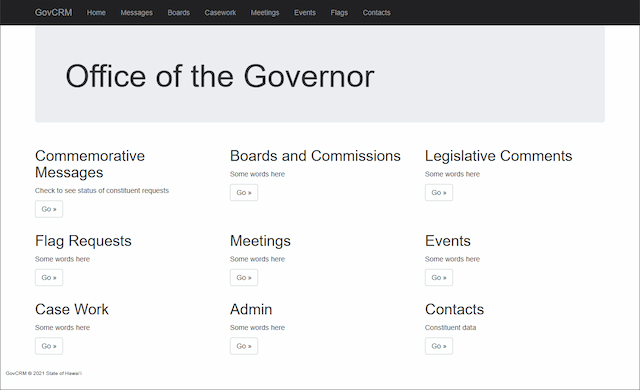 GovCRM Home Messages Boards Casework Meetings Events Flags Contacts
Office of the Governor
Commemorative
Messages
Check to see status of constituent requests
Go »
Boards and Commissions
Some words here
Go »
Legislative Comments
Some words here
Go »
Flag Requests
Some words here
Go »
Meetings
Some words here
Go »
Events
Some words here
Go »
Case Work
Some words here
Go »
Admin
Some words here
Go »
Contacts
Constituent data
Go »
GovCRM © 2021 State of Hawai'i